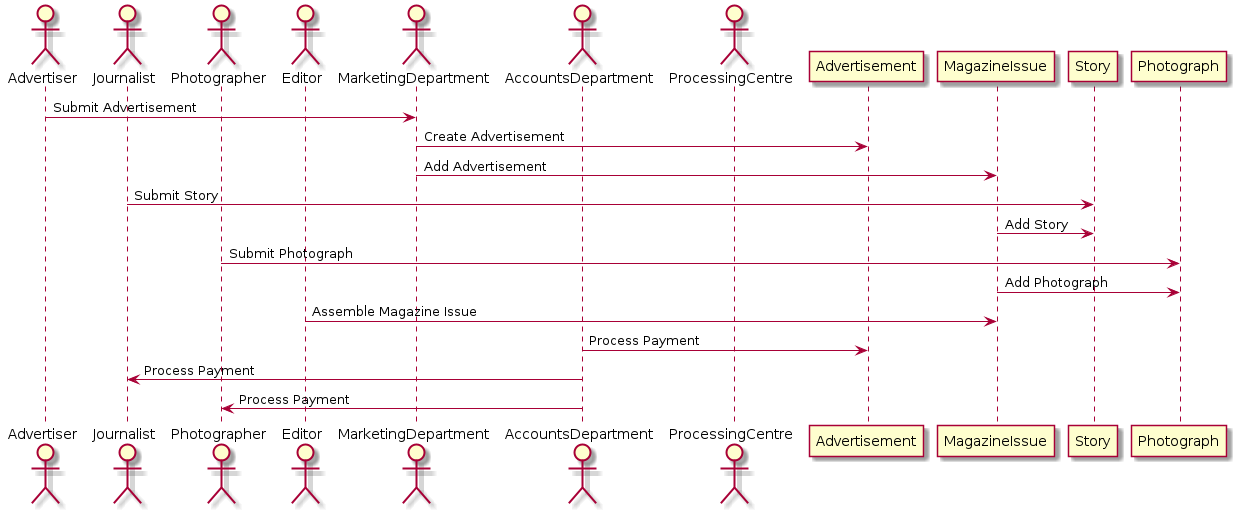 Advertiser Journalist Photographer Editor MarketingDepartment AccountsDepartment ProcessingCentre Advertisement MagazineIssue Story Photograph
Submit Advertisement
Create Advertisement
Add Advertisement
Submit Story
Add Story
Submit Photograph
Add Photograph
Assemble Magazine Issue
Process Payment
Process Payment
Process Payment
Advertiser Journalist Photographer Editor MarketingDepartment AccountsDepartment ProcessingCentre Advertisement MagazineIssue Story Photograph